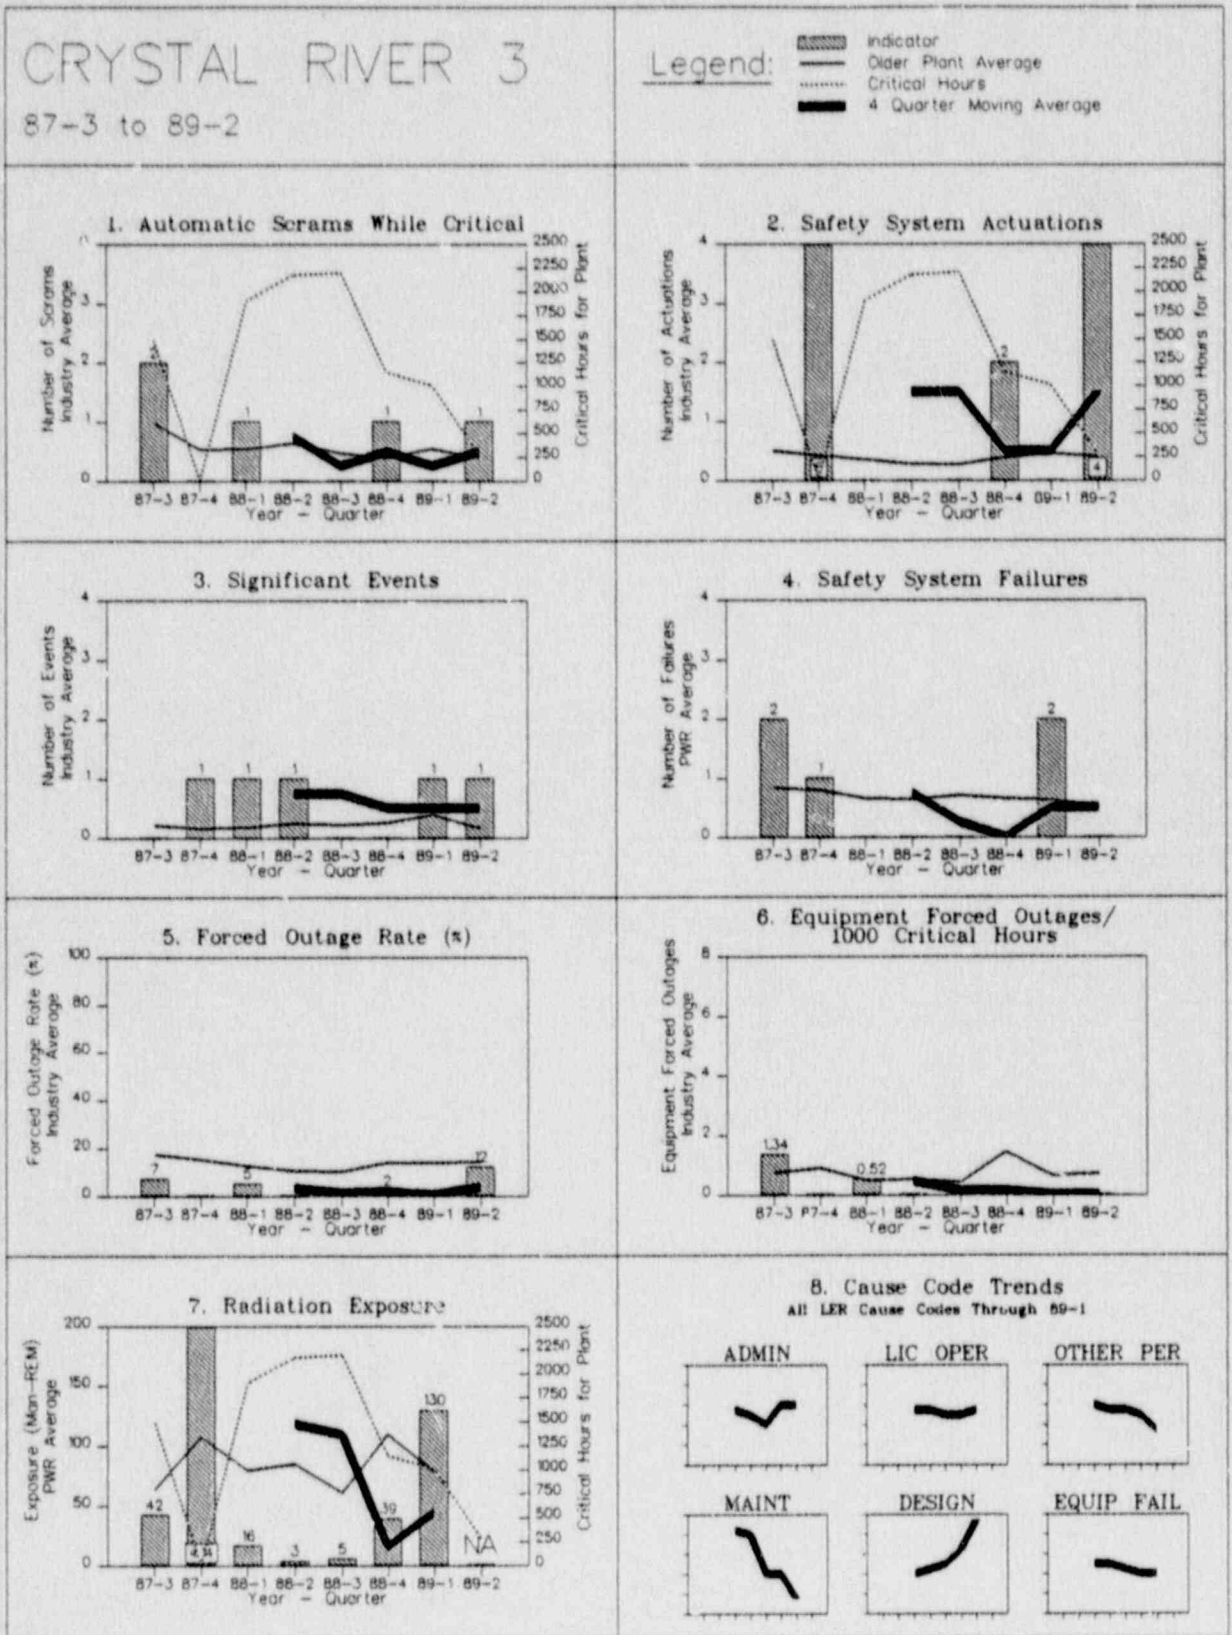 CRYSTAL RIVER 3
87-3 to 89-2
Legend:
Indicator
Older Plant Average
Critical Hours
4 Quarter Moving Average
1. Automatic Scrams While Critical
Number of Scrams
Industry Average
3
2
1
0
2
1
1
1
2500
2250
2000
1750
1500
1250
1000
750
500
250
0
Critical Hours for Plant
87-3 87-4 88-1 88-2 88-3 88-4 89-1 89-2
Year - Quarter
2. Safety System Actuations
Number of Actuations
Industry Average
4
3
2
1
0
2
4
2500
2250
2000
1750
1500
1250
1000
750
500
250
0
Critical Hours for Plant
87-3 87-4 88-1 88-2 88-3 88-4 89-1 89-2
Year - Quarter
3. Significant Events
Number of Events
Industry Average
4
3
2
1
0
1
1
1
1
1
87-3 87-4 88-1 88-2 88-3 88-4 89-1 89-2
Year - Quarter
4. Safety System Failures
Number of Failures
PWR Average
4
3
2
1
0
2
1
2
87-3 87-4 88-1 88-2 88-3 88-4 89-1 89-2
Year - Quarter
5. Forced Outage Rate (%)
Forced Outage Rate (%)
Industry Average
100
80
60
40
20
0
7
5
2
12
87-3 87-4 88-1 88-2 88-3 88-4 89-1 89-2
Year - Quarter
6. Equipment Forced Outages/
1000 Critical Hours
Equipment Forced Outages
Industry Average
8
6
4
2
0
1.34
0.52
87-3 87-4 88-1 88-2 88-3 88-4 89-1 89-2
Year - Quarter
7. Radiation Exposure
Exposure (Man-REM)
PWR Average
200
150
100
50
0
42
16
3
5
39
130
NA
2500
2250
2000
1750
1500
1250
1000
750
500
250
0
Critical Hours for Plant
87-3 87-4 88-1 88-2 88-3 88-4 89-1 89-2
Year - Quarter
8. Cause Code Trends
All LER Cause Codes Through 89-1
ADMIN
LIC OPER
OTHER PER
MAINT
DESIGN
EQUIP FAIL